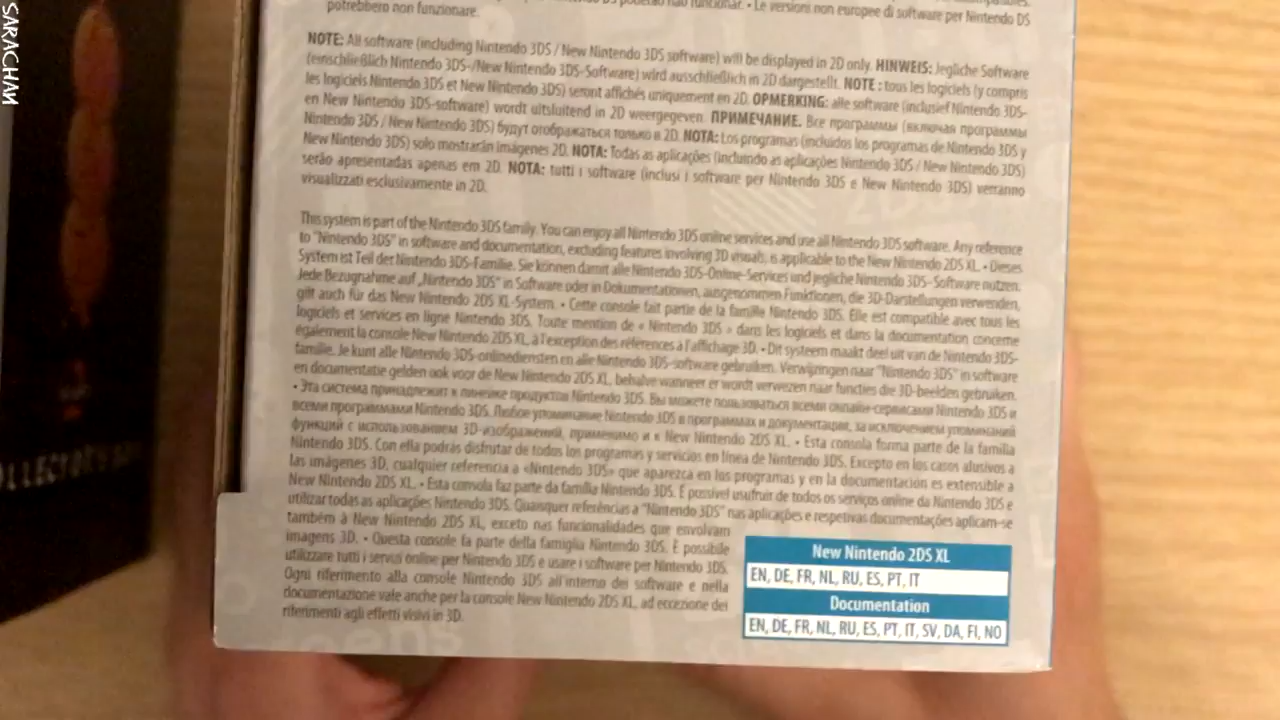 SARACHAN
potrebbero non funzionare.
• Le versioni non europee di software per Nintendo DS
NOTE: All software (including Nintendo 3DS / New Nintendo 3DS software) will be displayed in 2D only. HINWEIS: Jegliche Software
(einschließlich Nintendo 3DS-/New Nintendo 3DS-Software) wird ausschließlich in 2D dargestellt. NOTE : tous les logiciels (y compris
les logiciels Nintendo 3DS et New Nintendo 3DS) seront affichés uniquement en 2D. OPMERKING: alle software (inclusief Nintendo 3DS-
en New Nintendo 3DS-software) wordt uitsluitend in 2D weergegeven. ПРИМЕЧАНИЕ. Все программы (включая программы
Nintendo 3DS / New Nintendo 3DS) будут отображаться только в 2D. NOTA: Los programas (incluidos los programas de Nintendo 3DS y
New Nintendo 3DS) solo mostrarán imágenes 2D. NOTA: Todas as aplicações (incluindo as aplicações Nintendo 3DS / New Nintendo 3DS)
serão apresentadas apenas em 2D. NOTA: tutti i software (inclusi i software per Nintendo 3DS e New Nintendo 3DS) verranno
visualizzati esclusivamente in 2D.
This system is part of the Nintendo 3DS family. You can enjoy all Nintendo 3DS online services and use all Nintendo 3DS software. Any reference
to "Nintendo 3DS" in software and documentation, excluding features involving 3D visuals, is applicable to the New Nintendo 2DS XL. • Dieses
System ist Teil der Nintendo 3DS-Familie. Sie können damit alle Nintendo 3DS-Online-Services und jegliche Nintendo 3DS-Software nutzen.
Jede Bezugnahme auf „Nintendo 3DS" in Software oder in Dokumentationen, ausgenommen Funktionen, die 3D-Darstellungen verwenden,
gilt auch für das New Nintendo 2DS XL-System. • Cette console fait partie de la famille Nintendo 3DS. Elle est compatible avec tous les
logiciels et services en ligne Nintendo 3DS. Toute mention de « Nintendo 3DS » dans les logiciels et dans la documentation concerne
également la console New Nintendo 2DS XL, à l'exception des références à l'affichage 3D. • Dit systeem maakt deel uit van de Nintendo 3DS-
familie. Je kunt alle Nintendo 3DS-onlinediensten en alle Nintendo 3DS-software gebruiken. Verwijzingen naar "Nintendo 3DS" in software
en documentatie gelden ook voor de New Nintendo 2DS XL, behalve wanneer er wordt verwezen naar functies die 3D-beelden gebruiken.
• Эта система принадлежит к линейке продуктов Nintendo 3DS. Вы можете пользоваться всеми онлайн-сервисами Nintendo 3DS и
всеми программами Nintendo 3DS. Любое упоминание Nintendo 3DS в программах и документации, за исключением упоминаний
функций с использованием 3D-изображений, применимо и к New Nintendo 2DS XL. • Esta consola forma parte de la familia
Nintendo 3DS. Con ella podrás disfrutar de todos los programas y servicios en línea de Nintendo 3DS. Excepto en los casos alusivos a
las imágenes 3D, cualquier referencia a «Nintendo 3DS» que aparezca en los programas y en la documentación es extensible a
New Nintendo 2DS XL. • Esta consola faz parte da família Nintendo 3DS. É possível usufruir de todos os serviços online da Nintendo 3DS e
utilizar todas as aplicações Nintendo 3DS. Quaisquer referências a "Nintendo 3DS" nas aplicações e respetivas documentações aplicam-se
também à New Nintendo 2DS XL, exceto nas funcionalidades que envolvam
imagens 3D. • Questa console fa parte della famiglia Nintendo 3DS. È possibile
utilizzare tutti i servizi online per Nintendo 3DS e usare i software per Nintendo 3DS.
Ogni riferimento alla console Nintendo 3DS all'interno dei software e nella
documentazione vale anche per la console New Nintendo 2DS XL, ad eccezione dei
riferimenti agli effetti visivi in 3D.
New Nintendo 2DS XL
EN, DE, FR, NL, RU, ES, PT, IT
Documentation
EN, DE, FR, NL, RU, ES, PT, IT, SV, DA, FI, NO